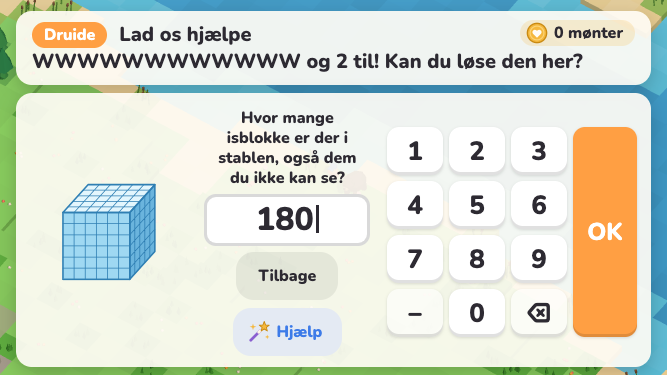 Druide Lad os hjælpe
0 mønter
WWWWWWWWWWWWW og 2 til! Kan du løse den her?
Hvor mange
isblokke er der i
stablen, også dem
du ikke kan se?
180
Tilbage
Hjælp
1 2 3
4 5 6
7 8 9
– 0
OK